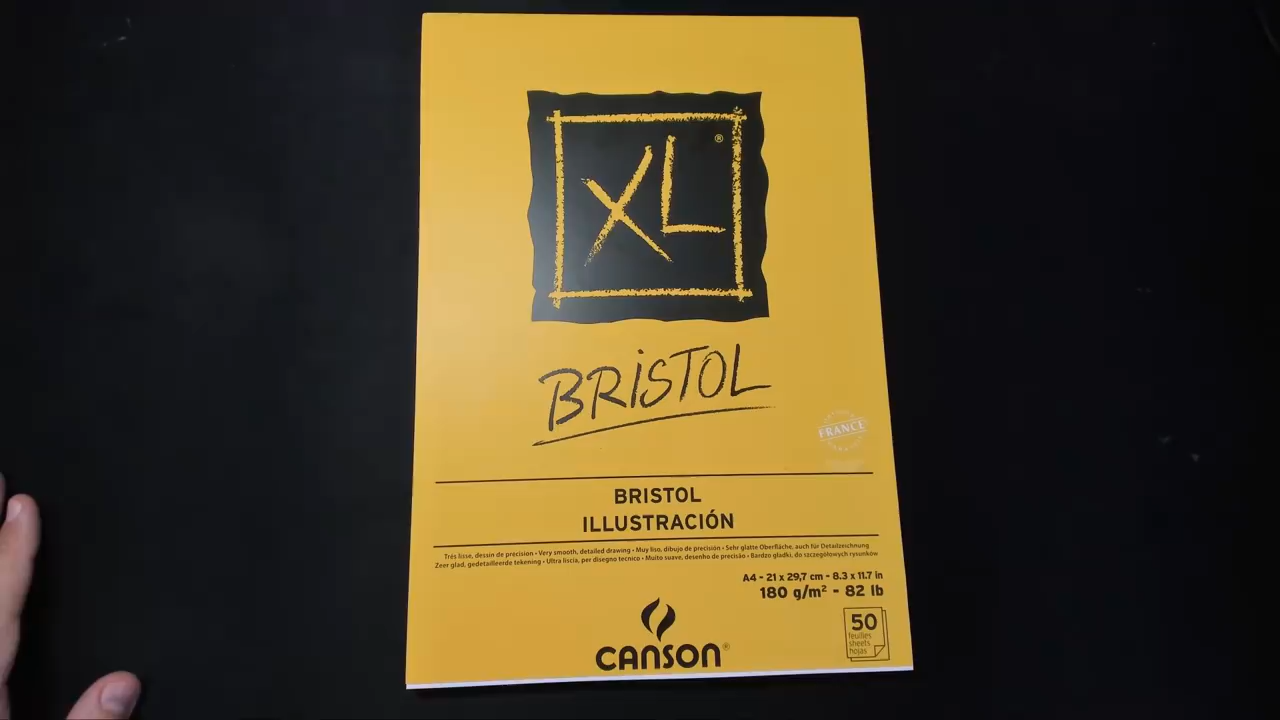 XL®
BRISTOL
FRANCE
BRISTOL
ILLUSTRACIÓN
Très lisse, dessin de précision • Very smooth, detailed drawing • Muy liso, dibujo de precisión • Sehr glatte Oberfläche, auch für Detailzeichnung
Zeer glad, gedetailleerde tekening • Ultra liscia, per disegno tecnico • Muito suave, desenho de precisão • Bardzo gładki, do szczegółowych rysunków
A4 - 21 x 29,7 cm - 8.3 x 11.7 in
180 g/m² - 82 lb
50
feuilles
sheets
hojas
CANSON®